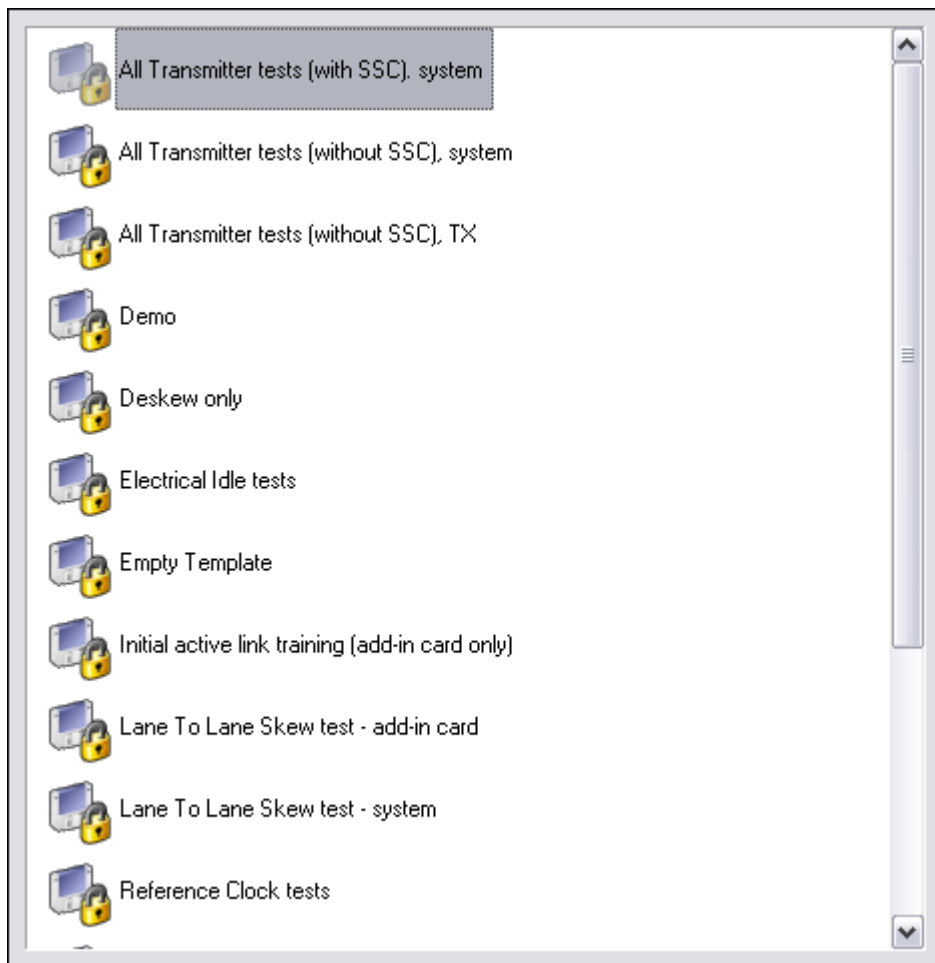 All Transmitter tests (with SSC). system
All Transmitter tests (without SSC), system
All Transmitter tests (without SSC), TX
Demo
Deskew only
Electrical Idle tests
Empty Template
Initial active link training (add-in card only)
Lane To Lane Skew test - add-in card
Lane To Lane Skew test - system
Reference Clock tests